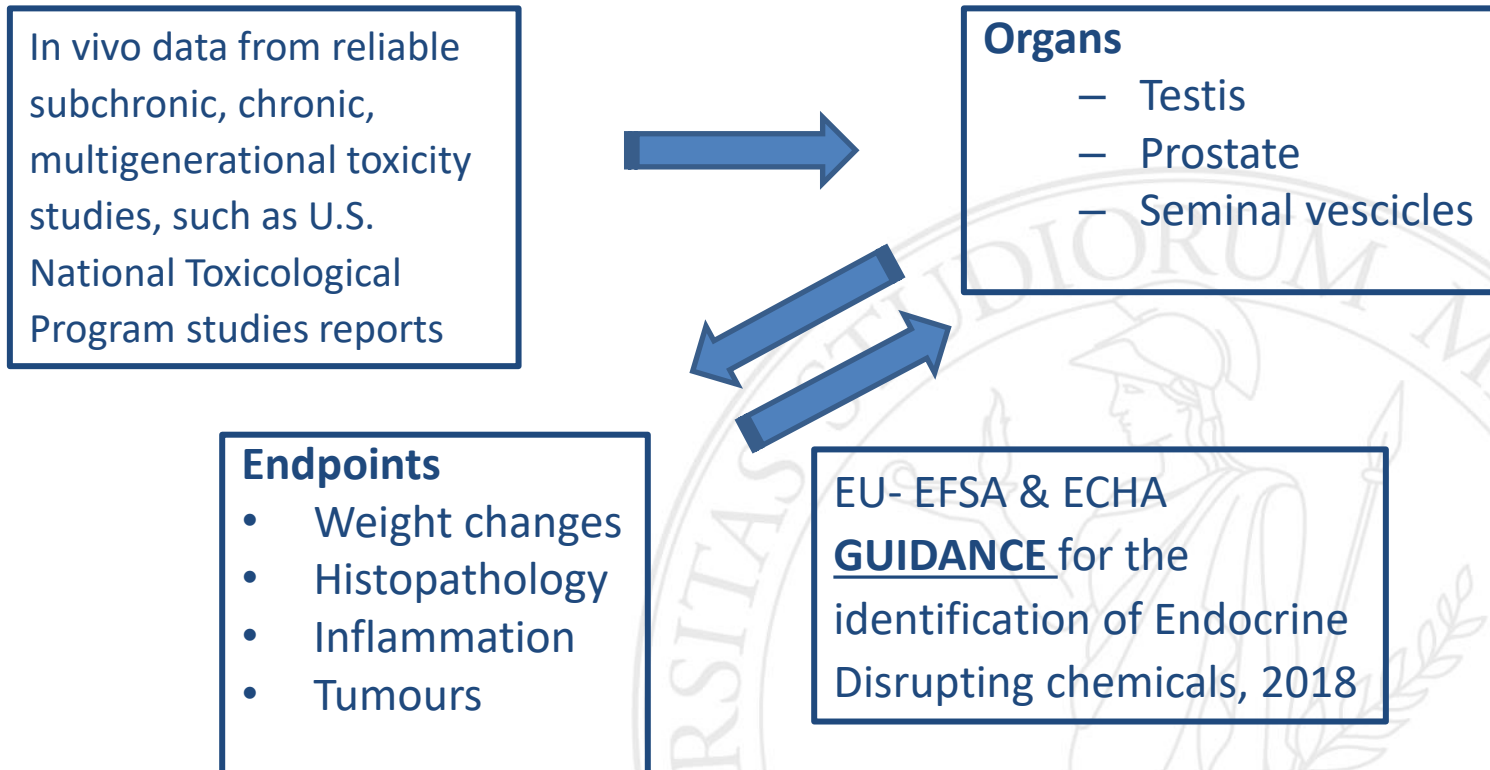 In vivo data from reliable
subchronic, chronic,
multigenerational toxicity
studies, such as U.S.
National Toxicological
Program studies reports
Organs
– Testis
– Prostate
– Seminal vescicles
Endpoints
• Weight changes
• Histopathology
• Inflammation
• Tumours
EU- EFSA & ECHA
GUIDANCE for the
identification of Endocrine
Disrupting chemicals, 2018
RSITAS STUDIORUM M